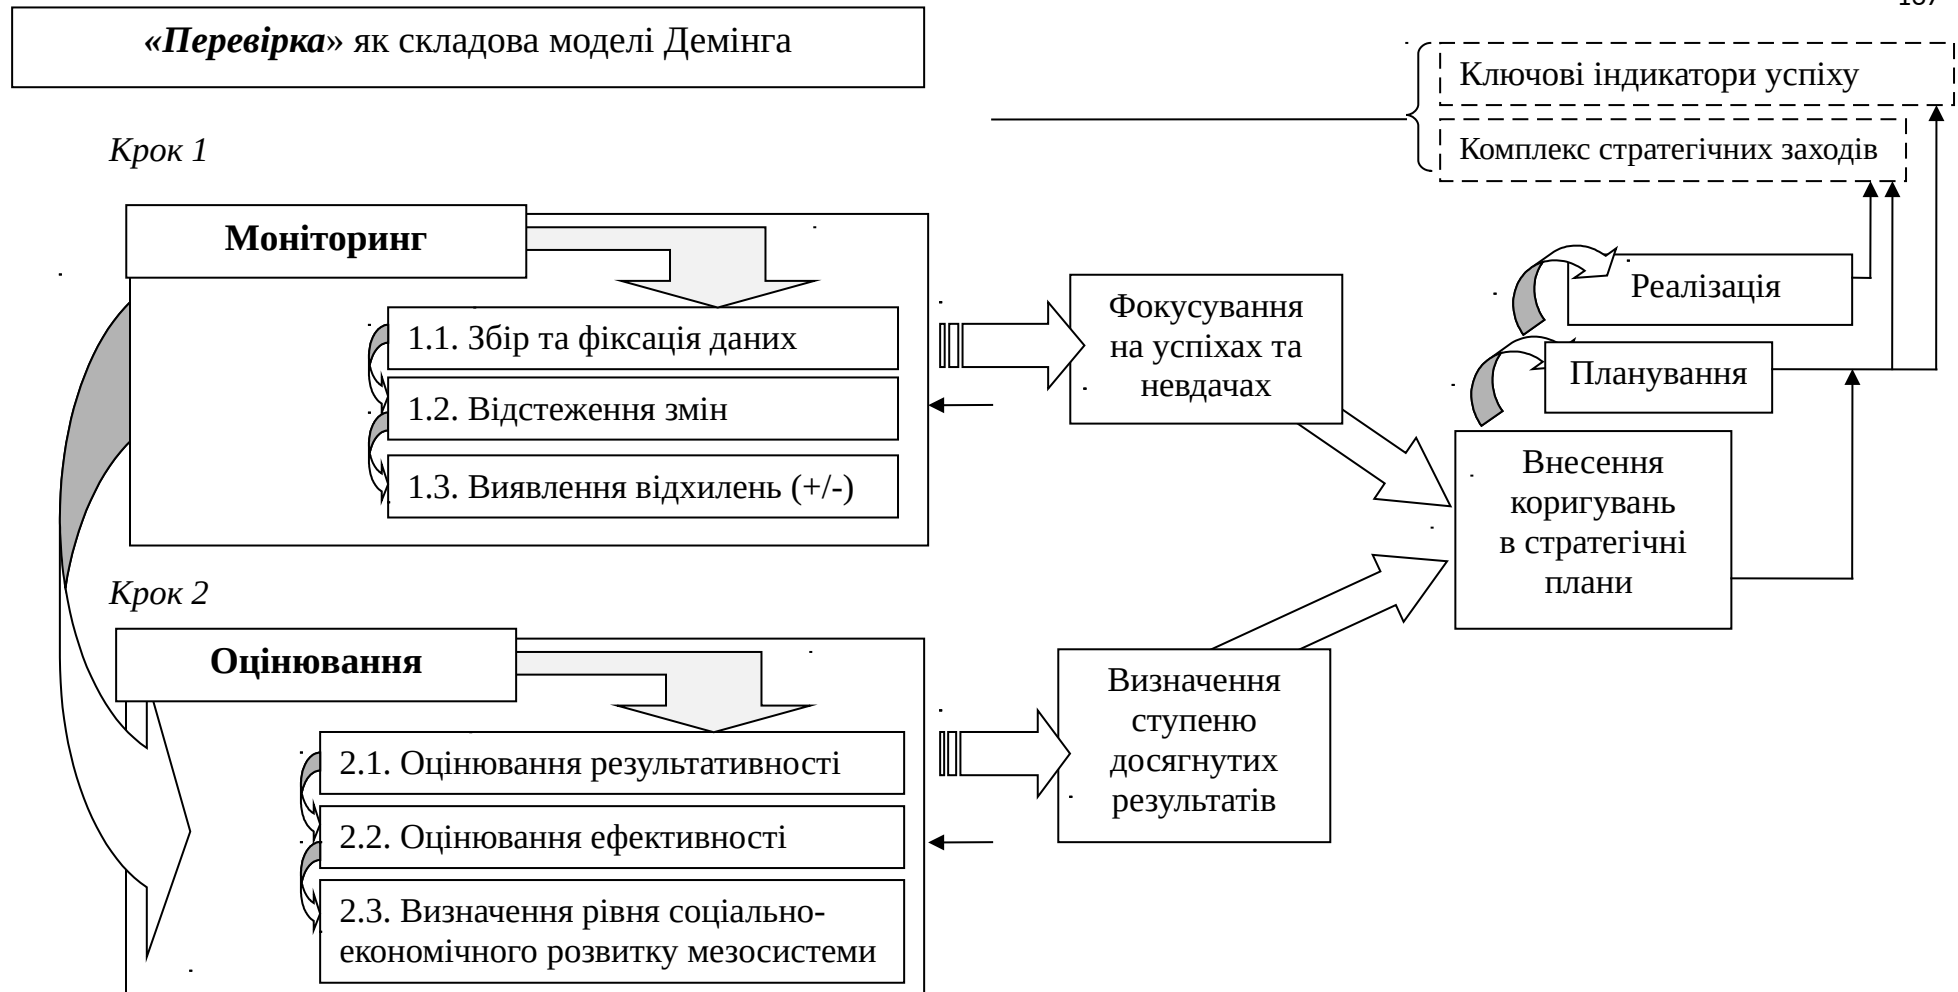 «Перевірка» як складова моделі Демінга
Ключові індикатори успіху
Комплекс стратегічних заходів
Крок 1
Моніторинг
1.1. Збір та фіксація даних
1.2. Відстеження змін
1.3. Виявлення відхилень (+/-)
Фокусування
на успіхах та
невдачах
Реалізація
Планування
Внесення
коригувань
в стратегічні
плани
Крок 2
Оцінювання
2.1. Оцінювання результативності
2.2. Оцінювання ефективності
2.3. Визначення рівня соціально-
економічного розвитку мезосистеми
Визначення
ступеню
досягнутих
результатів